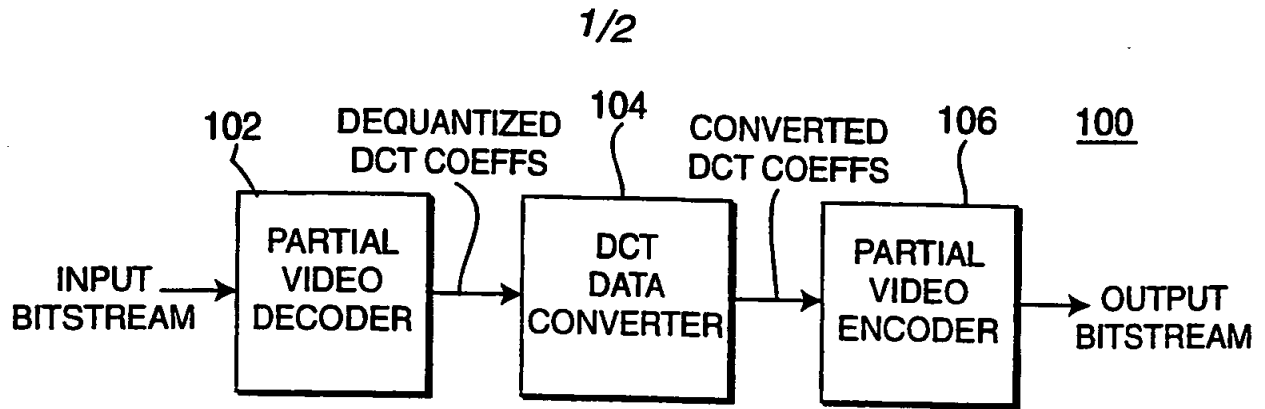 1/2
102
DEQUANTIZED
DCT COEFFS
104
CONVERTED
DCT COEFFS
106
100
INPUT
BITSTREAM
PARTIAL
VIDEO
DECODER
DCT
DATA
CONVERTER
PARTIAL
VIDEO
ENCODER
OUTPUT
BITSTREAM